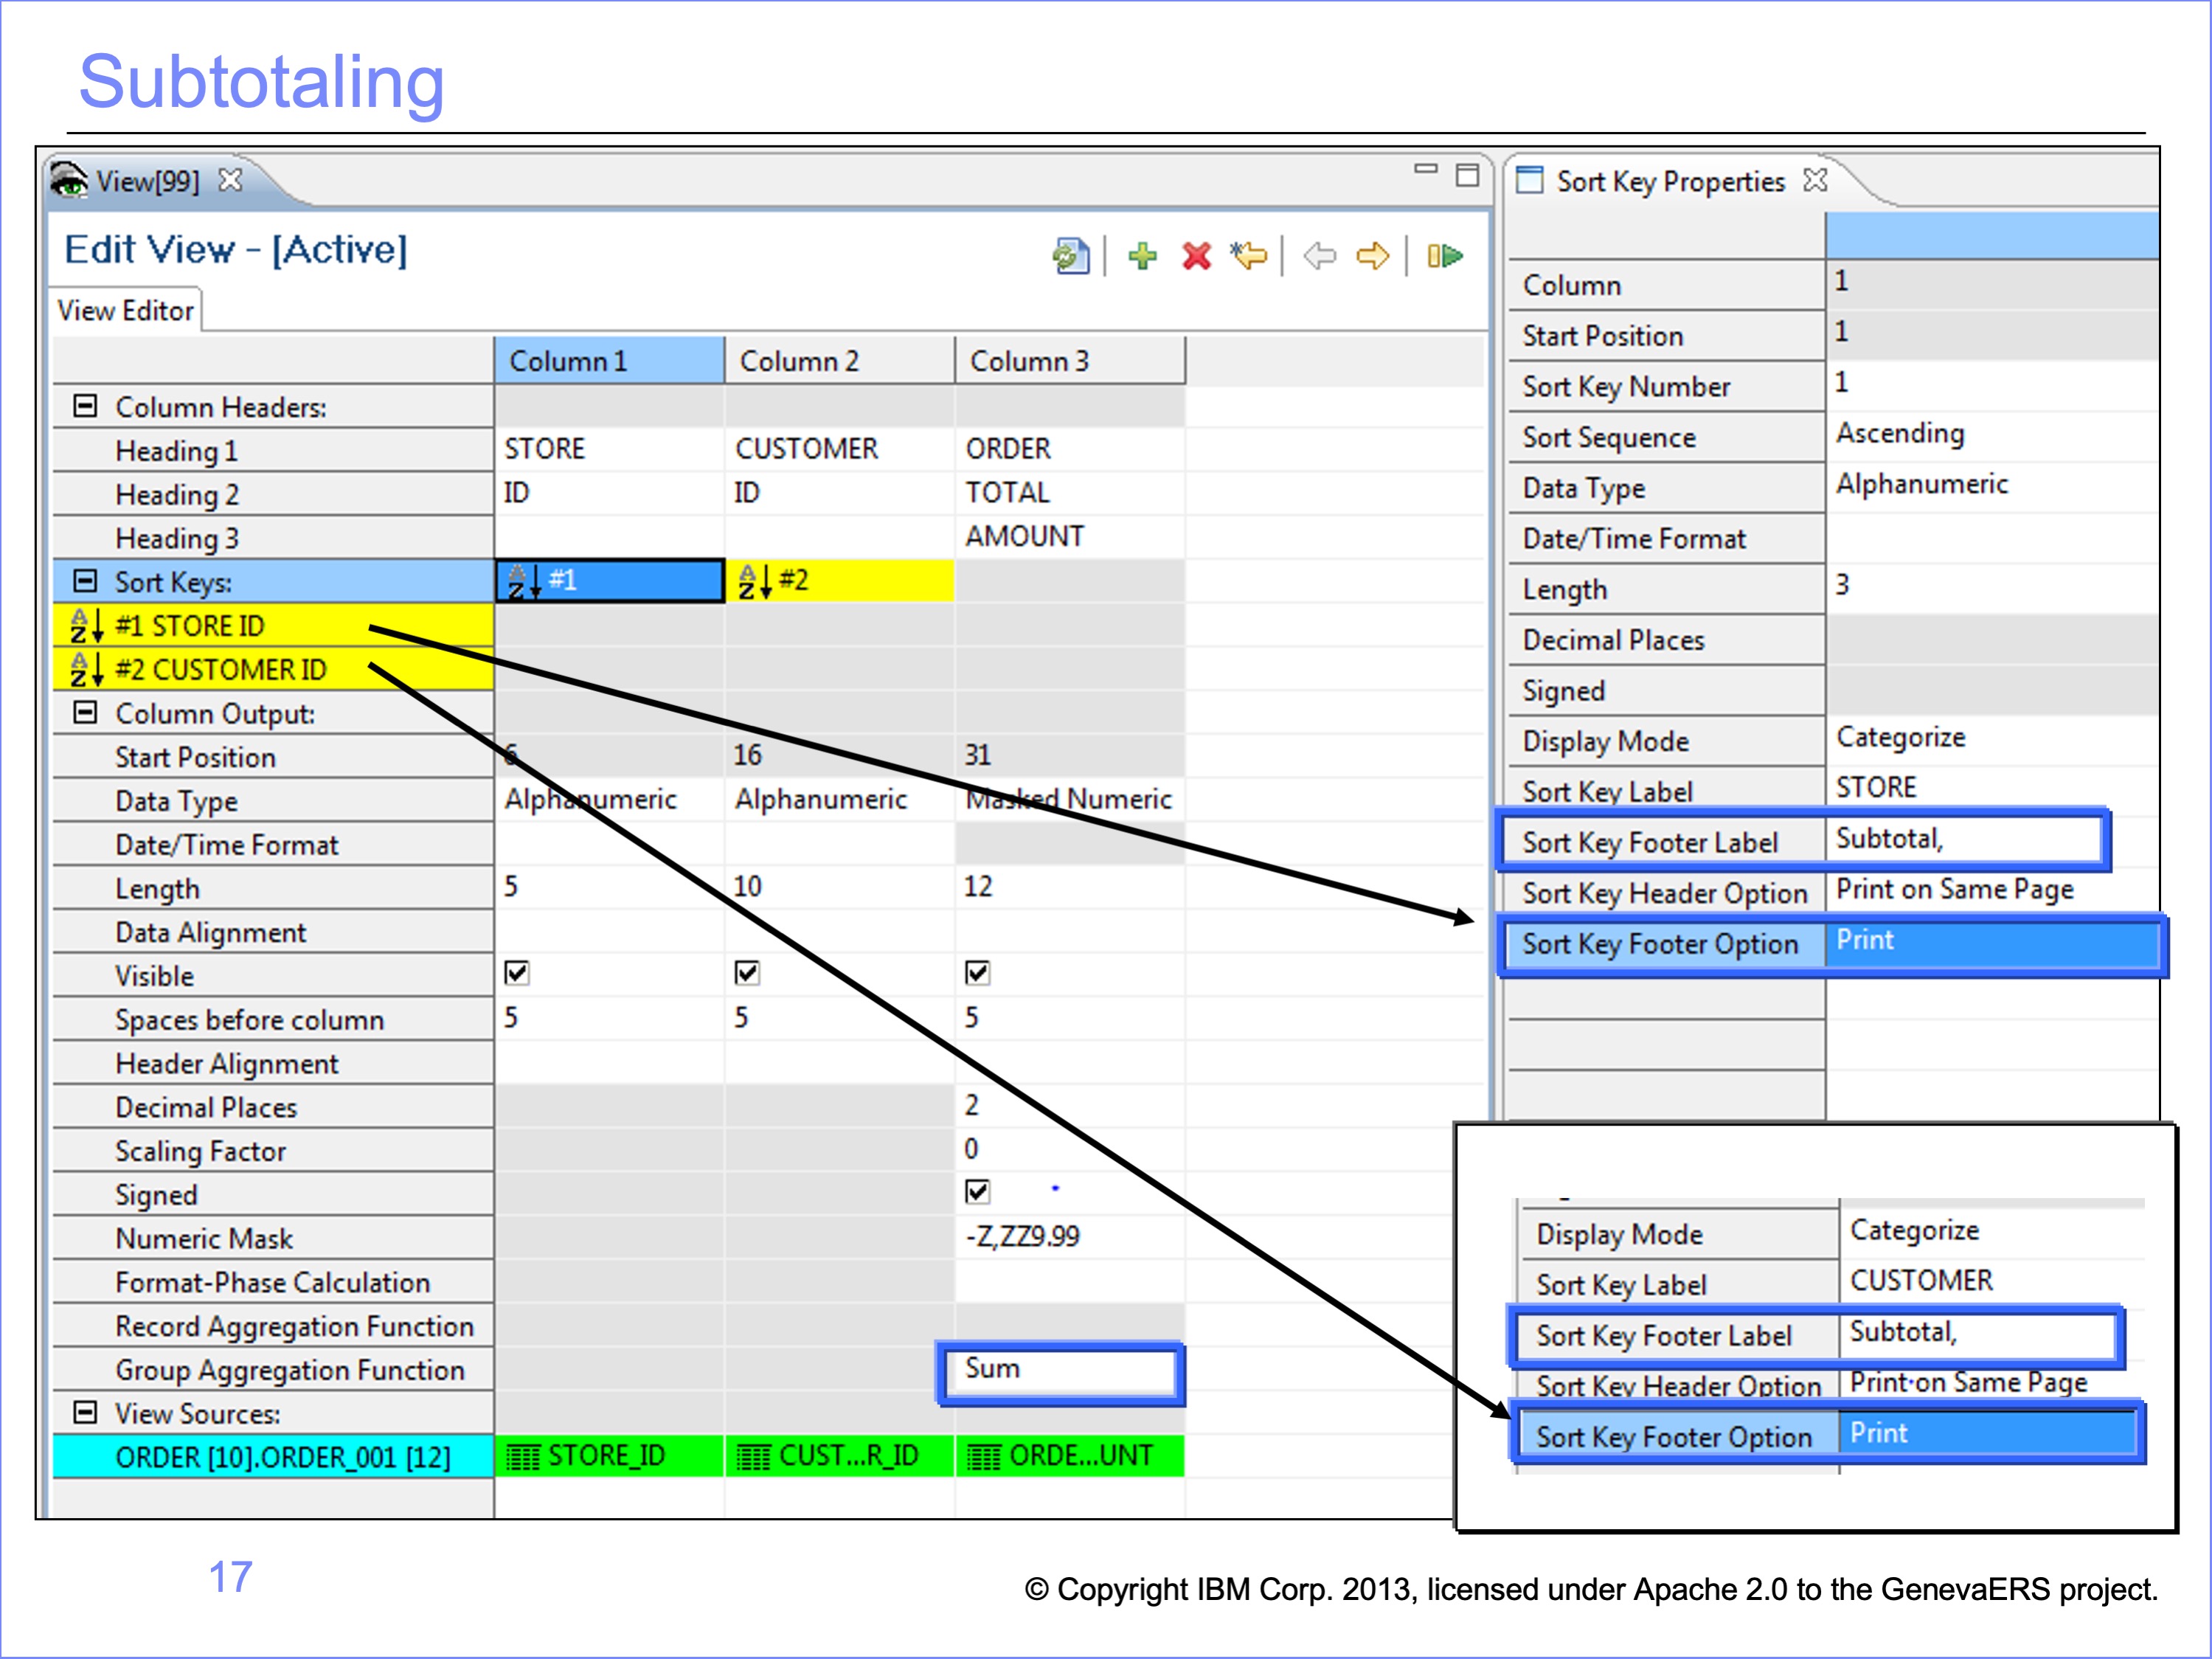 Subtotaling
View[99]
Edit View - [Active]
View Editor
Column 1 Column 2 Column 3
Column Headers:
Heading 1 STORE CUSTOMER ORDER
Heading 2 ID ID TOTAL
Heading 3 AMOUNT
Sort Keys: #1 #2
#1 STORE ID
#2 CUSTOMER ID
Column Output:
Start Position 6 16 31
Data Type Alphanumeric Alphanumeric Masked Numeric
Date/Time Format
Length 5 10 12
Data Alignment
Visible
Spaces before column 5 5 5
Header Alignment
Decimal Places 2
Scaling Factor 0
Signed
Numeric Mask -Z,ZZ9.99
Format-Phase Calculation
Record Aggregation Function
Group Aggregation Function Sum
View Sources:
ORDER [10].ORDER_001 [12] STORE_ID CUST...R_ID ORDE...UNT
Sort Key Properties
Column 1
Start Position 1
Sort Key Number 1
Sort Sequence Ascending
Data Type Alphanumeric
Date/Time Format
Length 3
Decimal Places
Signed
Display Mode Categorize
Sort Key Label STORE
Sort Key Footer Label Subtotal,
Sort Key Header Option Print on Same Page
Sort Key Footer Option Print
Display Mode Categorize
Sort Key Label CUSTOMER
Sort Key Footer Label Subtotal,
Sort Key Header Option Print on Same Page
Sort Key Footer Option Print
17
© Copyright IBM Corp. 2013, licensed under Apache 2.0 to the GenevaERS project.